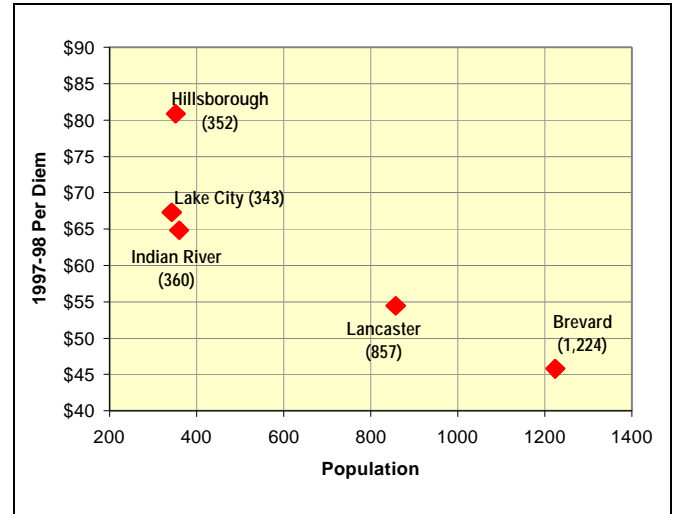 $90
$85
$80
$75
$70
$65
$60
$55
$50
$45
$40
1997-98 Per Diem
Hillsborough
(352)
Lake City (343)
Indian River
(360)
Lancaster
(857)
Brevard
(1,224)
200 400 600 800 1000 1200 1400
Population